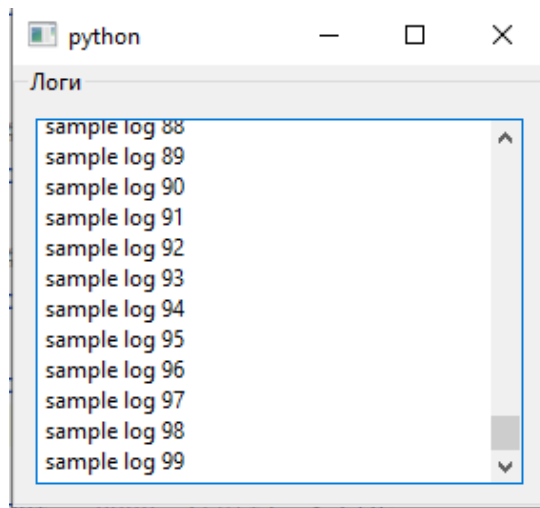 python
Логи
sample log 88
sample log 89
sample log 90
sample log 91
sample log 92
sample log 93
sample log 94
sample log 95
sample log 96
sample log 97
sample log 98
sample log 99